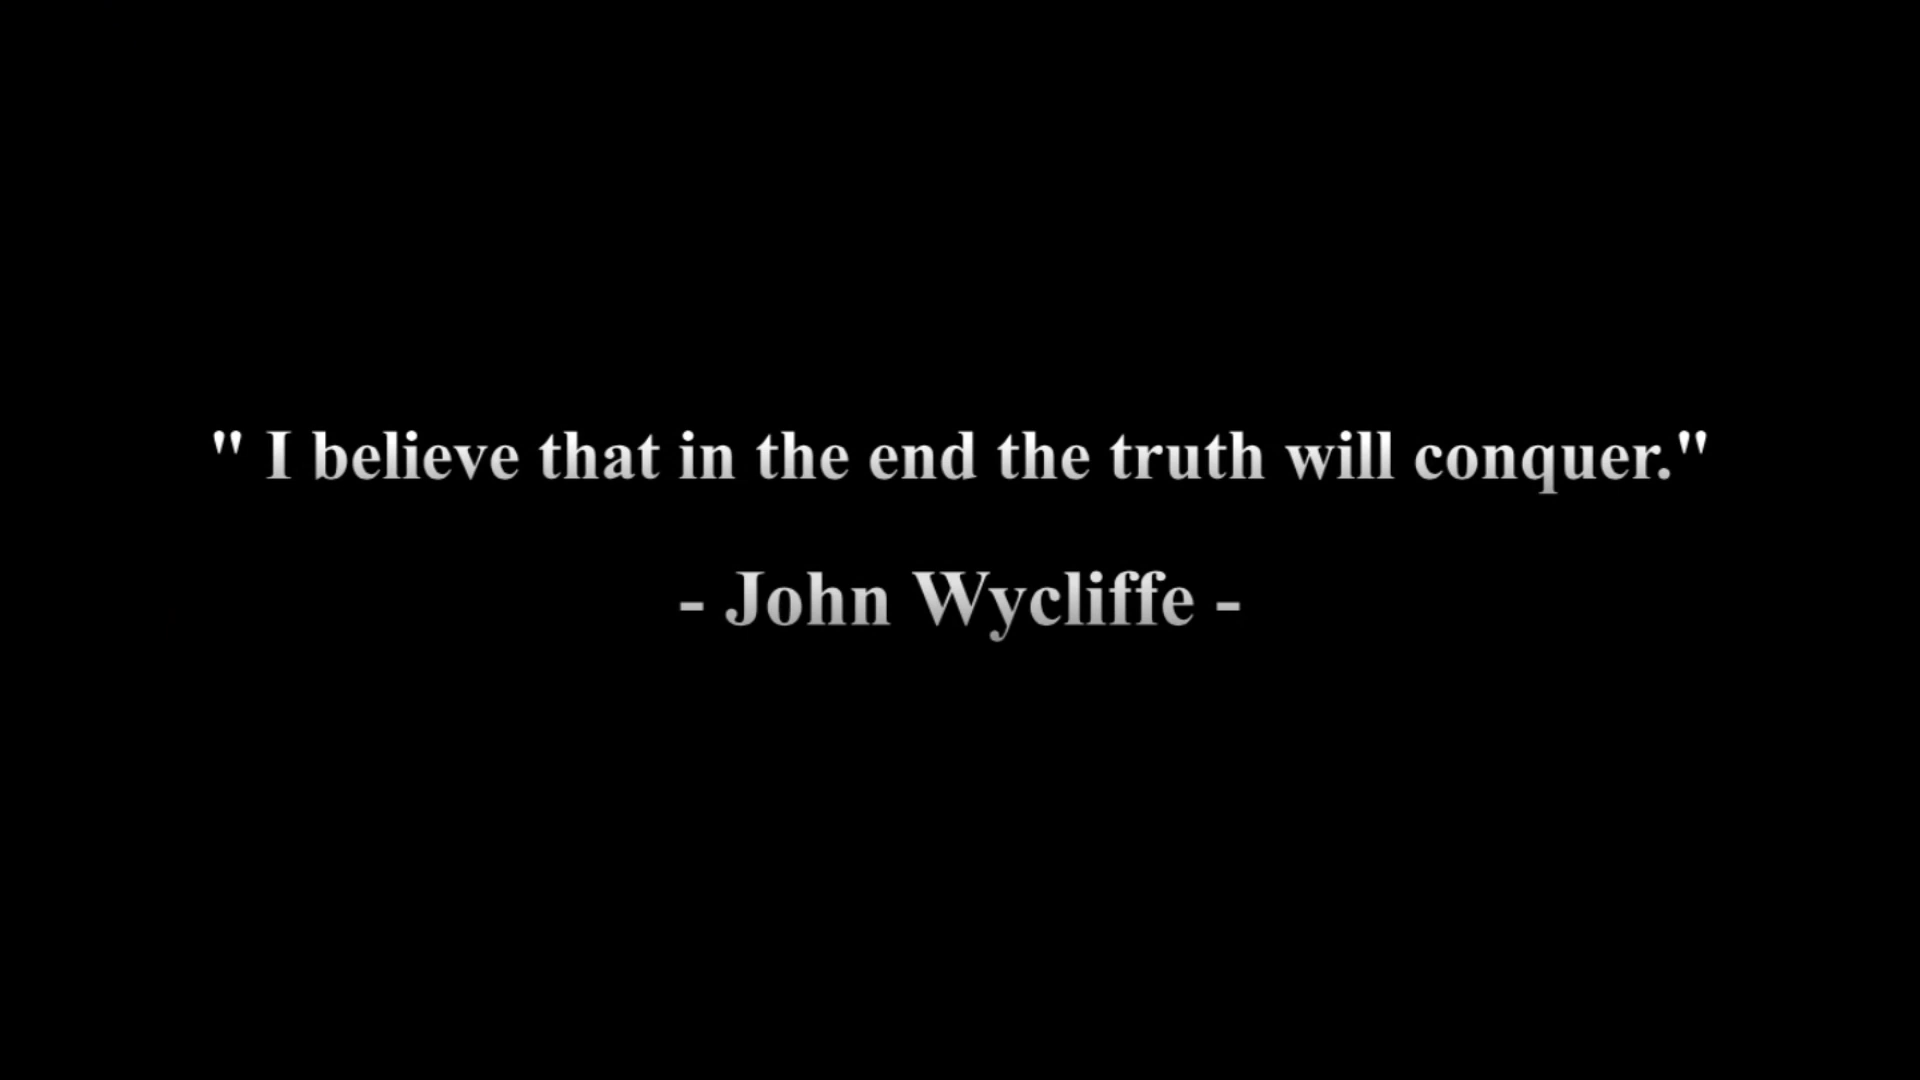 " I believe that in the end the truth will conquer."
- John Wycliffe -